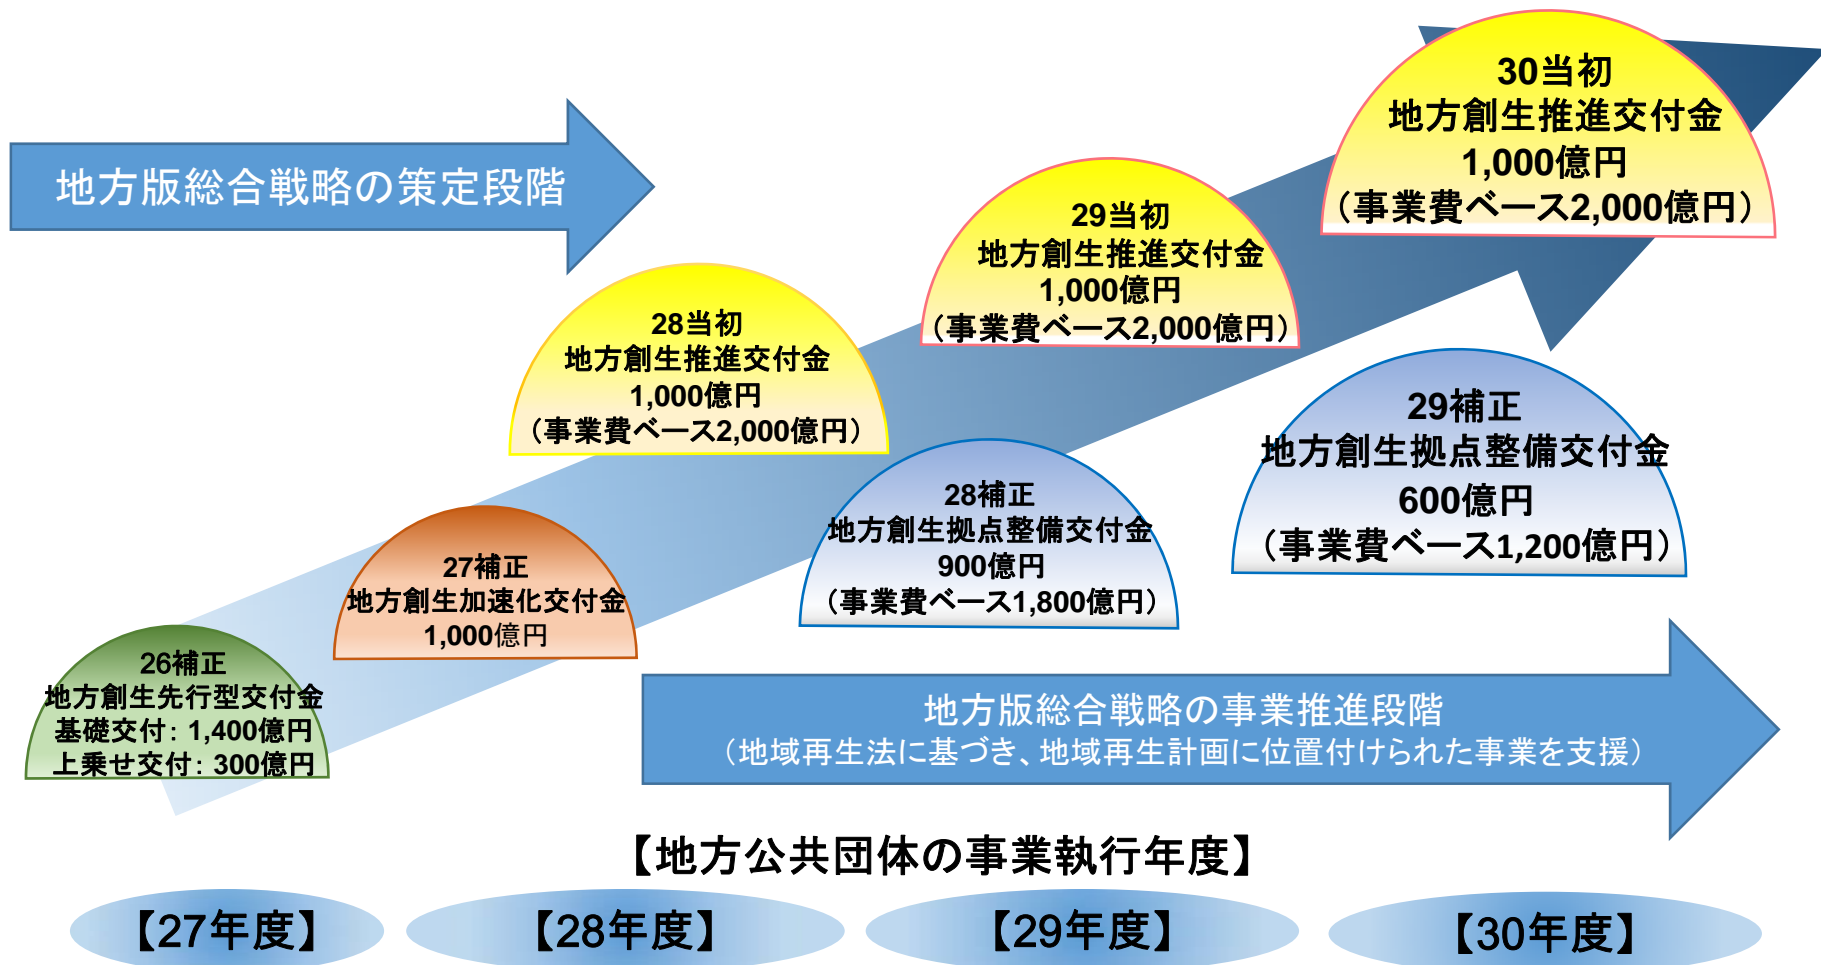 地方版総合戦略の策定段階
30当初
地方創生推進交付金
1,000億円
（事業費ベース2,000億円）
29当初
地方創生推進交付金
1,000億円
（事業費ベース2,000億円）
28当初
地方創生推進交付金
1,000億円
（事業費ベース2,000億円）
29補正
地方創生拠点整備交付金
600億円
（事業費ベース1,200億円）
28補正
地方創生拠点整備交付金
900億円
（事業費ベース1,800億円）
27補正
地方創生加速化交付金
1,000億円
26補正
地方創生先行型交付金
基礎交付：1,400億円
上乗せ交付：300億円
地方版総合戦略の事業推進段階
（地域再生法に基づき、地域再生計画に位置付けられた事業を支援）
【地方公共団体の事業執行年度】
【27年度】
【28年度】
【29年度】
【30年度】